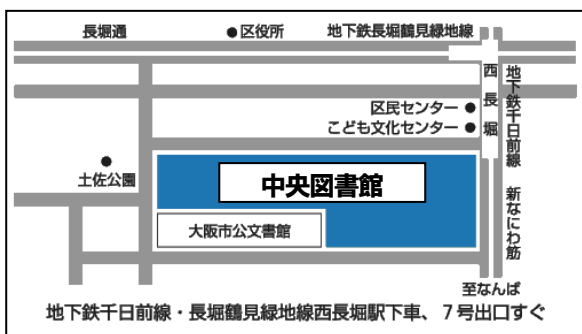 長堀通
●区役所
地下鉄長堀鶴見緑地線
西長堀
地下鉄千日前線
新なにわ筋
区民センター●
こども文化センター●
●
土佐公園
中央図書館
大阪市公文書館
至なんば
地下鉄千日前線・長堀鶴見緑地線西長堀駅下車、7号出口すぐ